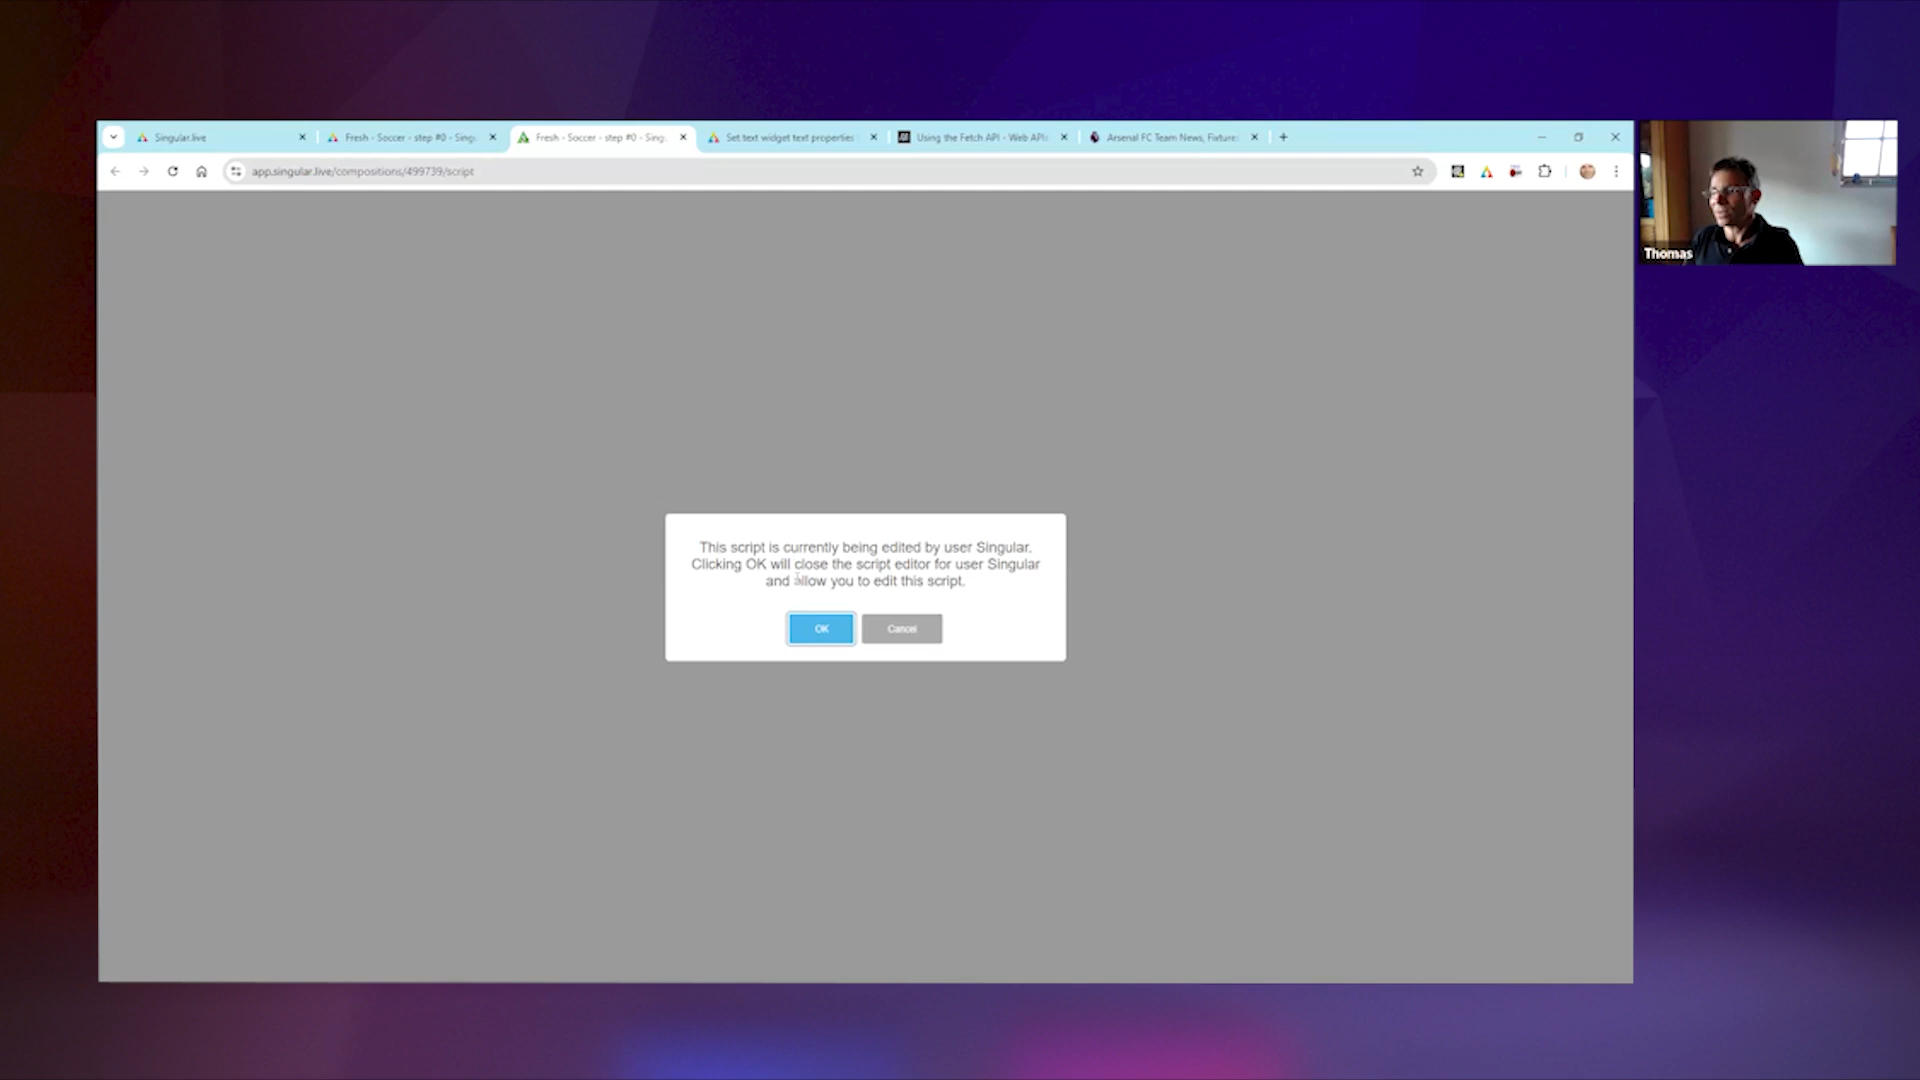 Singular.live
Fresh - Soccer - step #0 - Sing
Fresh - Soccer - step #0 - Sing
Set text widget text properties
Using the Fetch API - Web API
Arsenal FC Team News, Fixture
app.singular.live/compositions/499739/script
Thomas
This script is currently being edited by user Singular.
Clicking OK will close the script editor for user Singular
and allow you to edit this script.
OK
Cancel